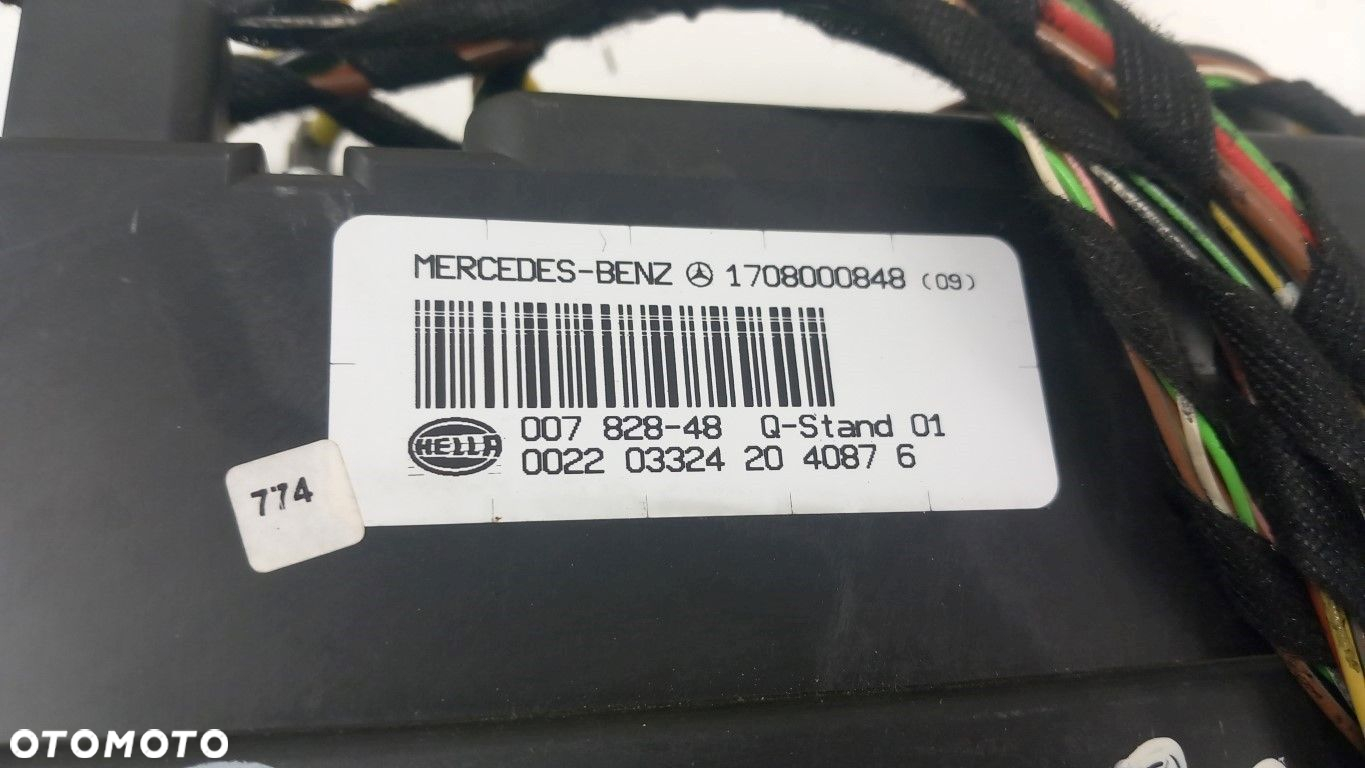 MERCEDES-BENZ 1708000848 (09)
HELLA
007 828-48 Q-Stand 01
0022 03324 20 4087 6
774
OTOMOTO